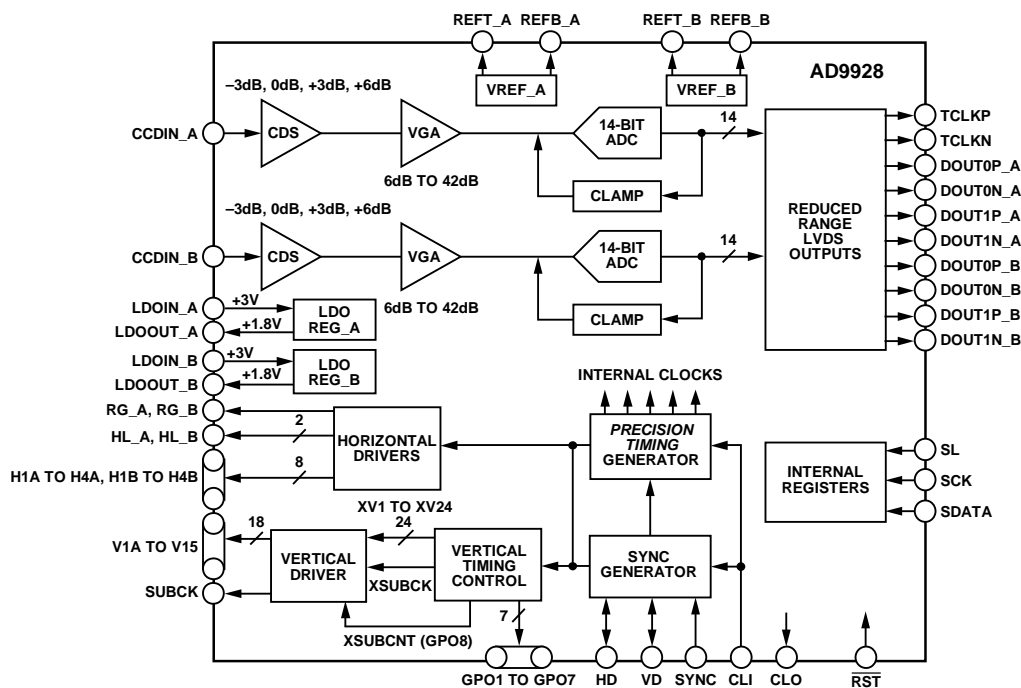 REFT_A REFB_A REFT_B REFB_B
AD9928
VREF_A VREF_B
–3dB, 0dB, +3dB, +6dB
CCDIN_A
CDS
VGA
14-BIT
ADC
14
6dB TO 42dB
CLAMP
–3dB, 0dB, +3dB, +6dB
CCDIN_B
CDS
VGA
14-BIT
ADC
14
6dB TO 42dB
CLAMP
REDUCED
RANGE
LVDS
OUTPUTS
TCLKP
TCLKN
DOUT0P_A
DOUT0N_A
DOUT1P_A
DOUT1N_A
DOUT0P_B
DOUT0N_B
DOUT1P_B
DOUT1N_B
LDOIN_A
+3V
LDOOUT_A
+1.8V
LDO
REG_A
LDOIN_B
+3V
LDOOUT_B
+1.8V
LDO
REG_B
RG_A, RG_B
HL_A, HL_B
2
H1A TO H4A, H1B TO H4B
8
HORIZONTAL
DRIVERS
INTERNAL CLOCKS
PRECISION
TIMING
GENERATOR
INTERNAL
REGISTERS
SL
SCK
SDATA
XV1 TO XV24
18
24
V1A TO V15
SUBCK
VERTICAL
DRIVER
XSUBCK
VERTICAL
TIMING
CONTROL
SYNC
GENERATOR
7
XSUBCNT (GPO8)
GPO1 TO GPO7
HD VD SYNC CLI CLO RST